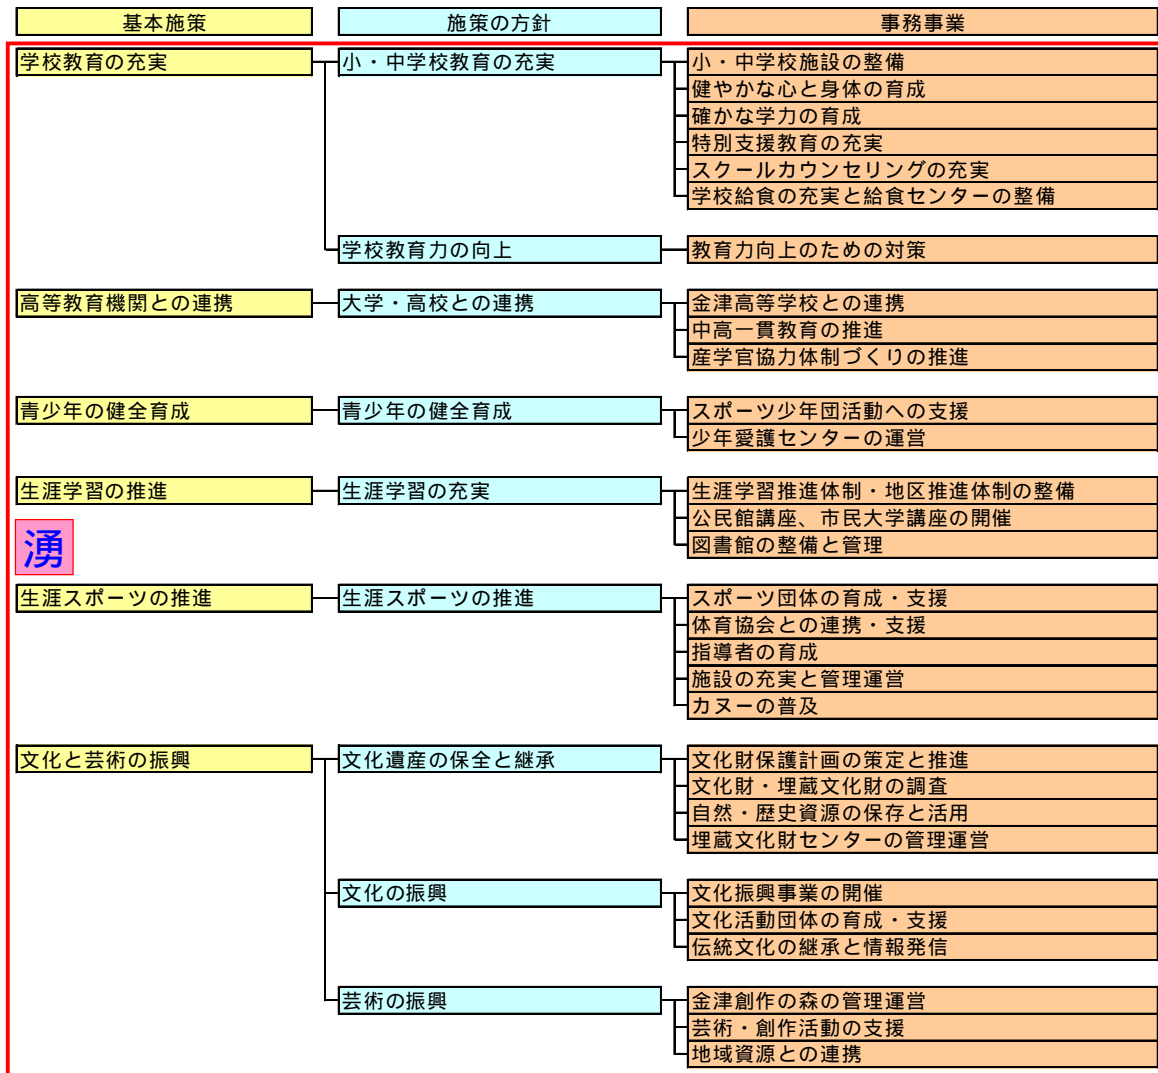 基本施策 施策の方針 事務事業
学校教育の充実 小・中学校教育の充実 小・中学校施設の整備
健やかな心と身体の育成
確かな学力の育成
特別支援教育の充実
スクールカウンセリングの充実
学校給食の充実と給食センターの整備
学校教育力の向上 教育力向上のための対策
高等教育機関との連携 大学・高校との連携 金津高等学校との連携
中高一貫教育の推進
産学官協力体制づくりの推進
青少年の健全育成 青少年の健全育成 スポーツ少年団活動への支援
少年愛護センターの運営
生涯学習の推進 生涯学習の充実 生涯学習推進体制・地区推進体制の整備
公民館講座、市民大学講座の開催
図書館の整備と管理
湧
生涯スポーツの推進 生涯スポーツの推進 スポーツ団体の育成・支援
体育協会との連携・支援
指導者の育成
施設の充実と管理運営
カヌーの普及
文化と芸術の振興 文化遺産の保全と継承 文化財保護計画の策定と推進
文化財・埋蔵文化財の調査
自然・歴史資源の保存と活用
埋蔵文化財センターの管理運営
文化の振興 文化振興事業の開催
文化活動団体の育成・支援
伝統文化の継承と情報発信
芸術の振興 金津創作の森の管理運営
芸術・創作活動の支援
地域資源との連携